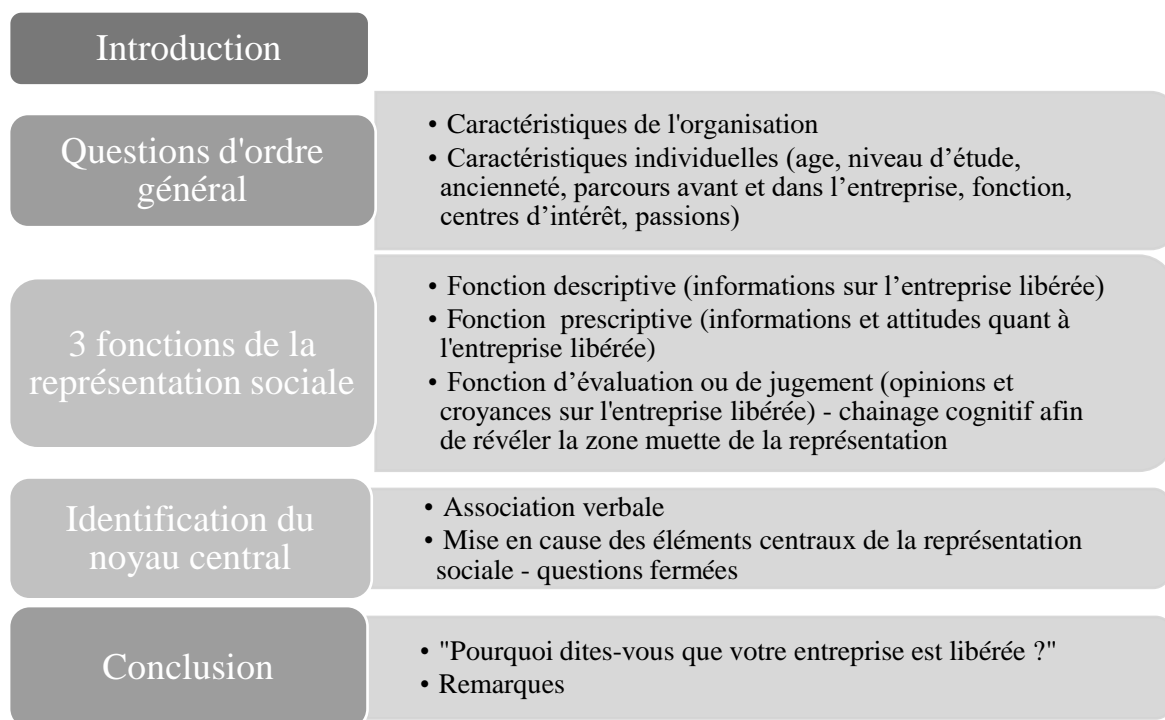 Introduction
Questions d'ordre
général
• Caractéristiques de l'organisation
• Caractéristiques individuelles (age, niveau d’étude,
ancienneté, parcours avant et dans l’entreprise, fonction,
centres d’intérêt, passions)
3 fonctions de la
représentation sociale
• Fonction descriptive (informations sur l’entreprise libérée)
• Fonction prescriptive (informations et attitudes quant à
l'entreprise libérée)
• Fonction d’évaluation ou de jugement (opinions et
croyances sur l'entreprise libérée) - chainage cognitif afin
de révéler la zone muette de la représentation
Identification du
noyau central
• Association verbale
• Mise en cause des éléments centraux de la représentation
sociale - questions fermées
Conclusion
• "Pourquoi dites-vous que votre entreprise est libérée ?"
• Remarques